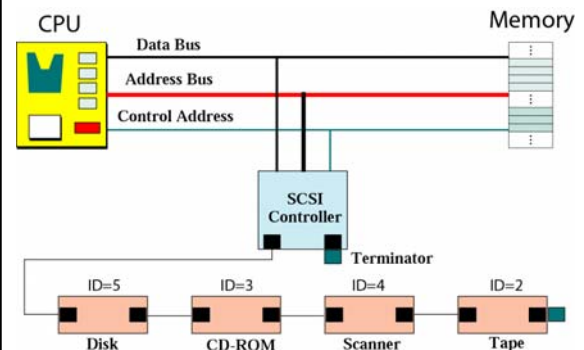 CPU
Memory
Data Bus
Address Bus
Control Address
SCSI
Controller
Terminator
ID=5 ID=3 ID=4 ID=2
Disk CD-ROM Scanner Tape